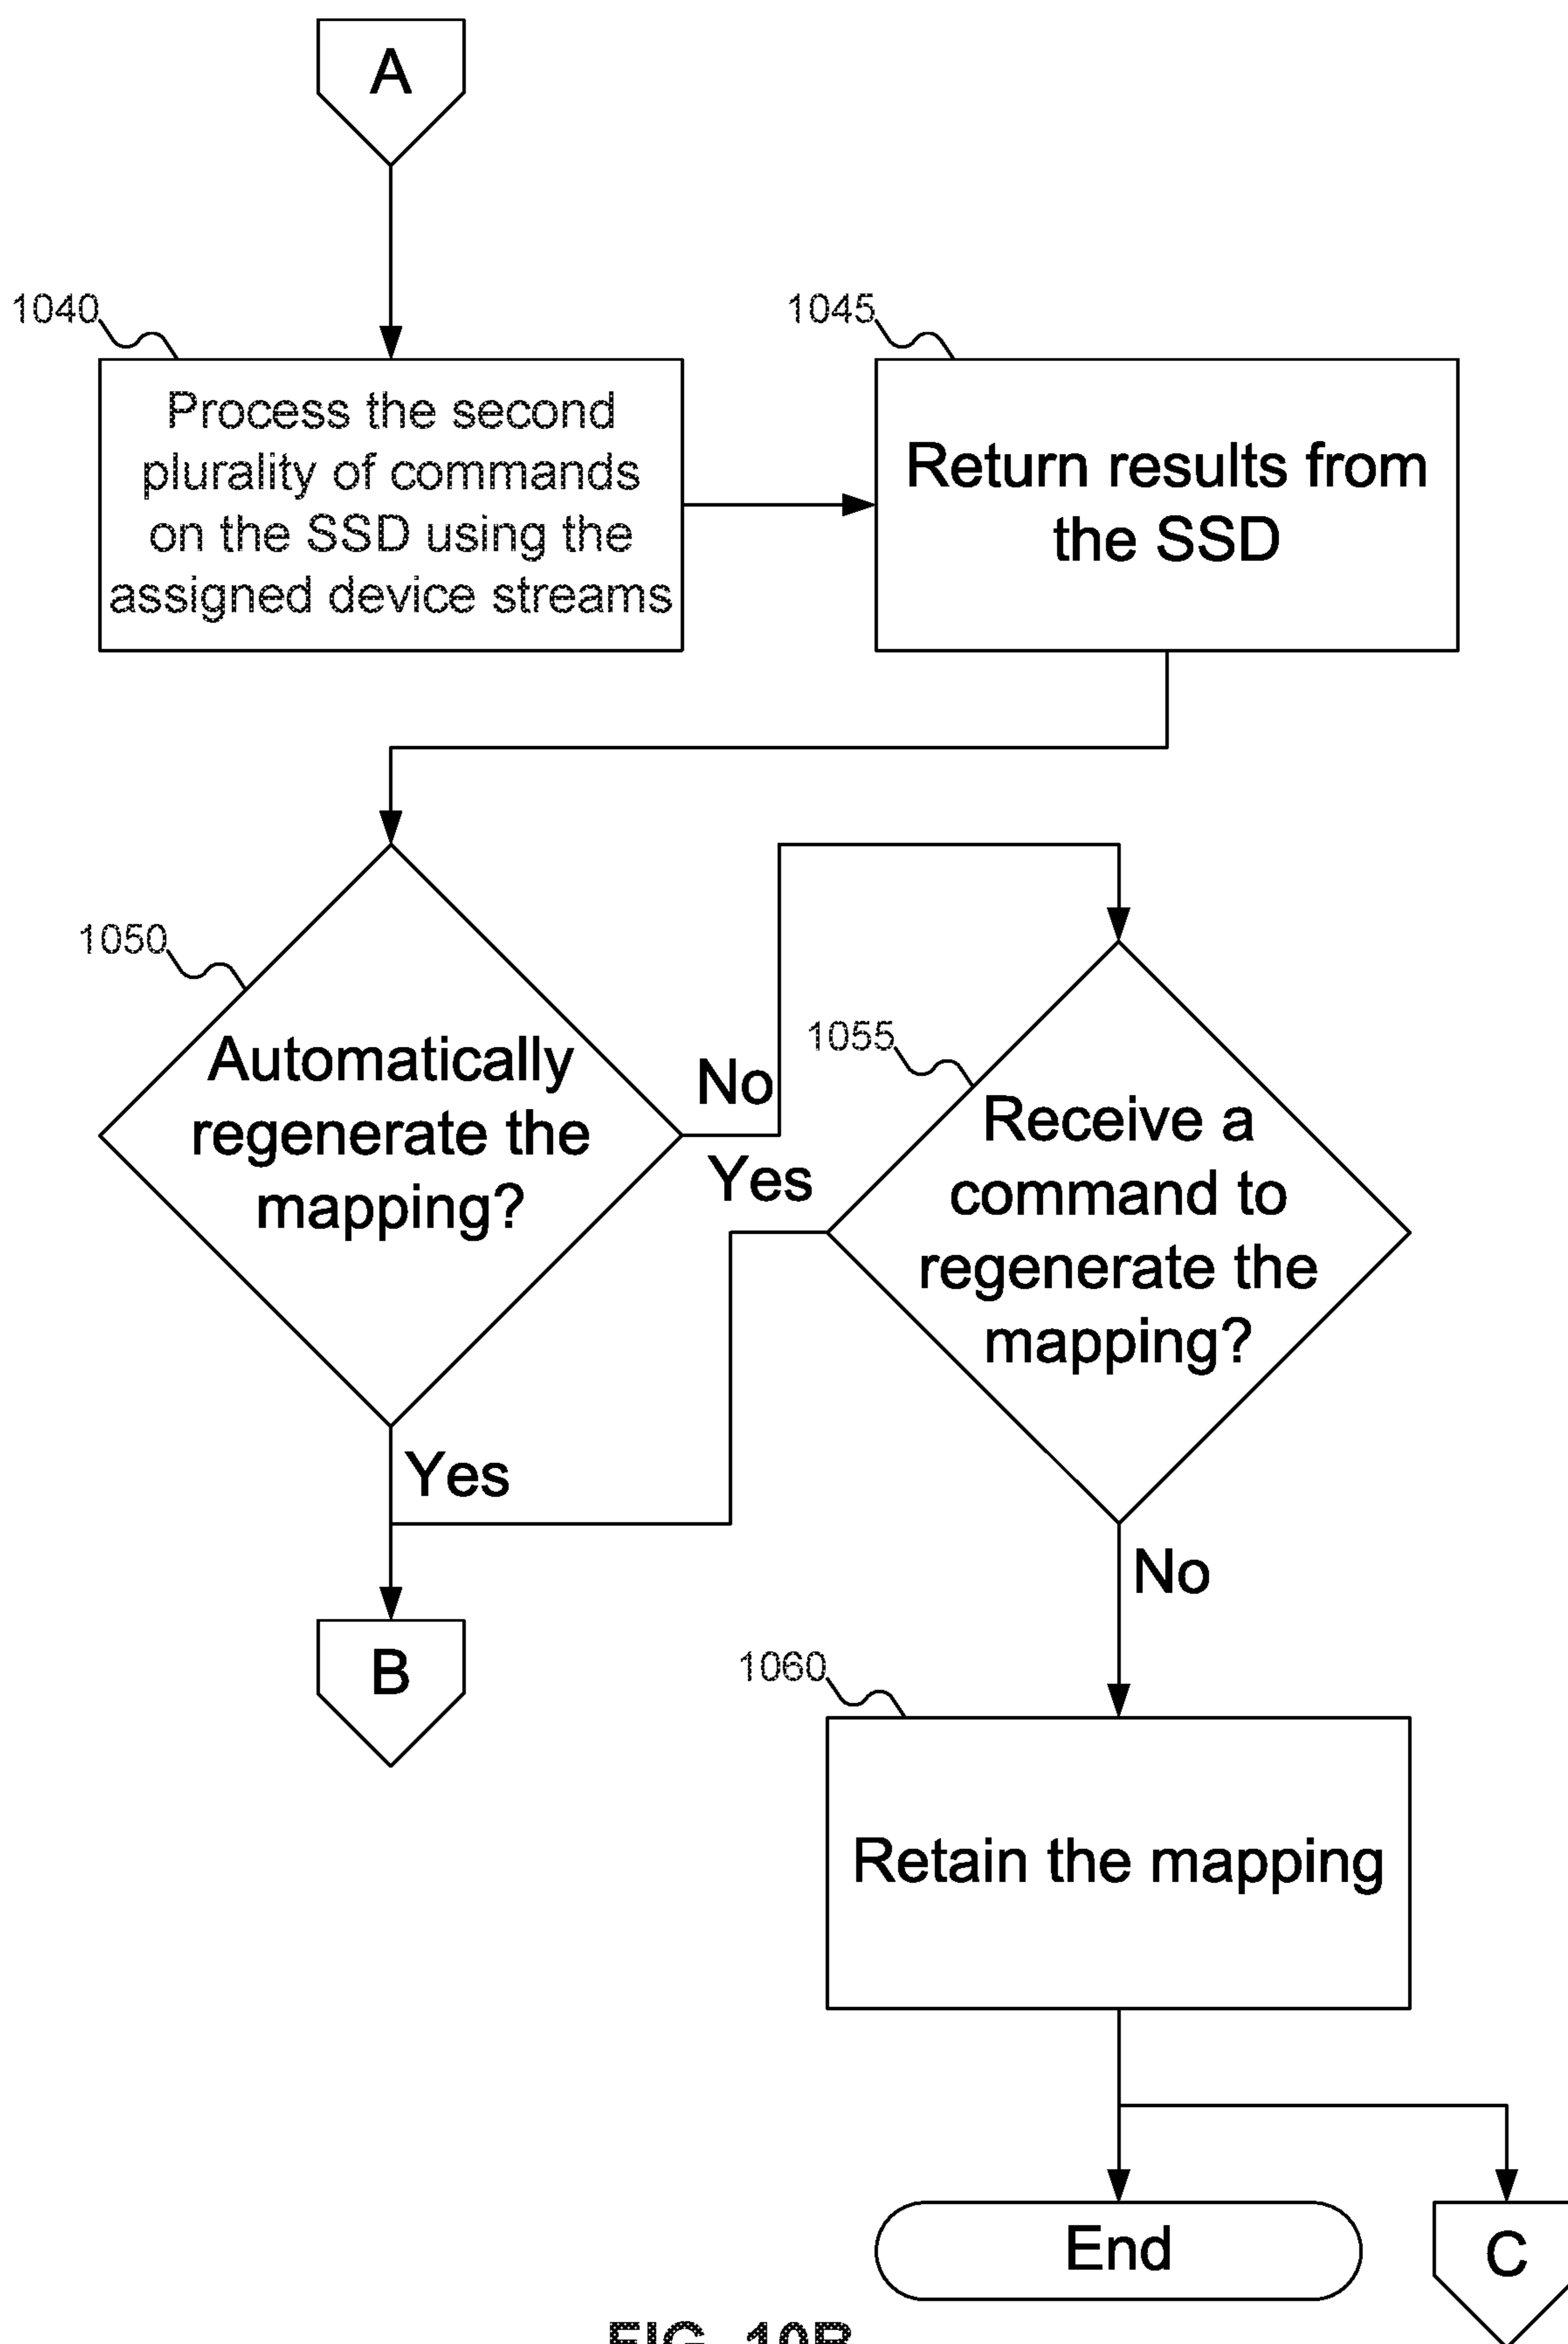 A
1040
Process the second
plurality of commands
on the SSD using the
assigned device streams
1045
Return results from
the SSD
1050
Automatically
regenerate the
mapping?
No
Yes
1055
Receive a
command to
regenerate the
mapping?
Yes
No
B
1060
Retain the mapping
End
C
FIG. 10B